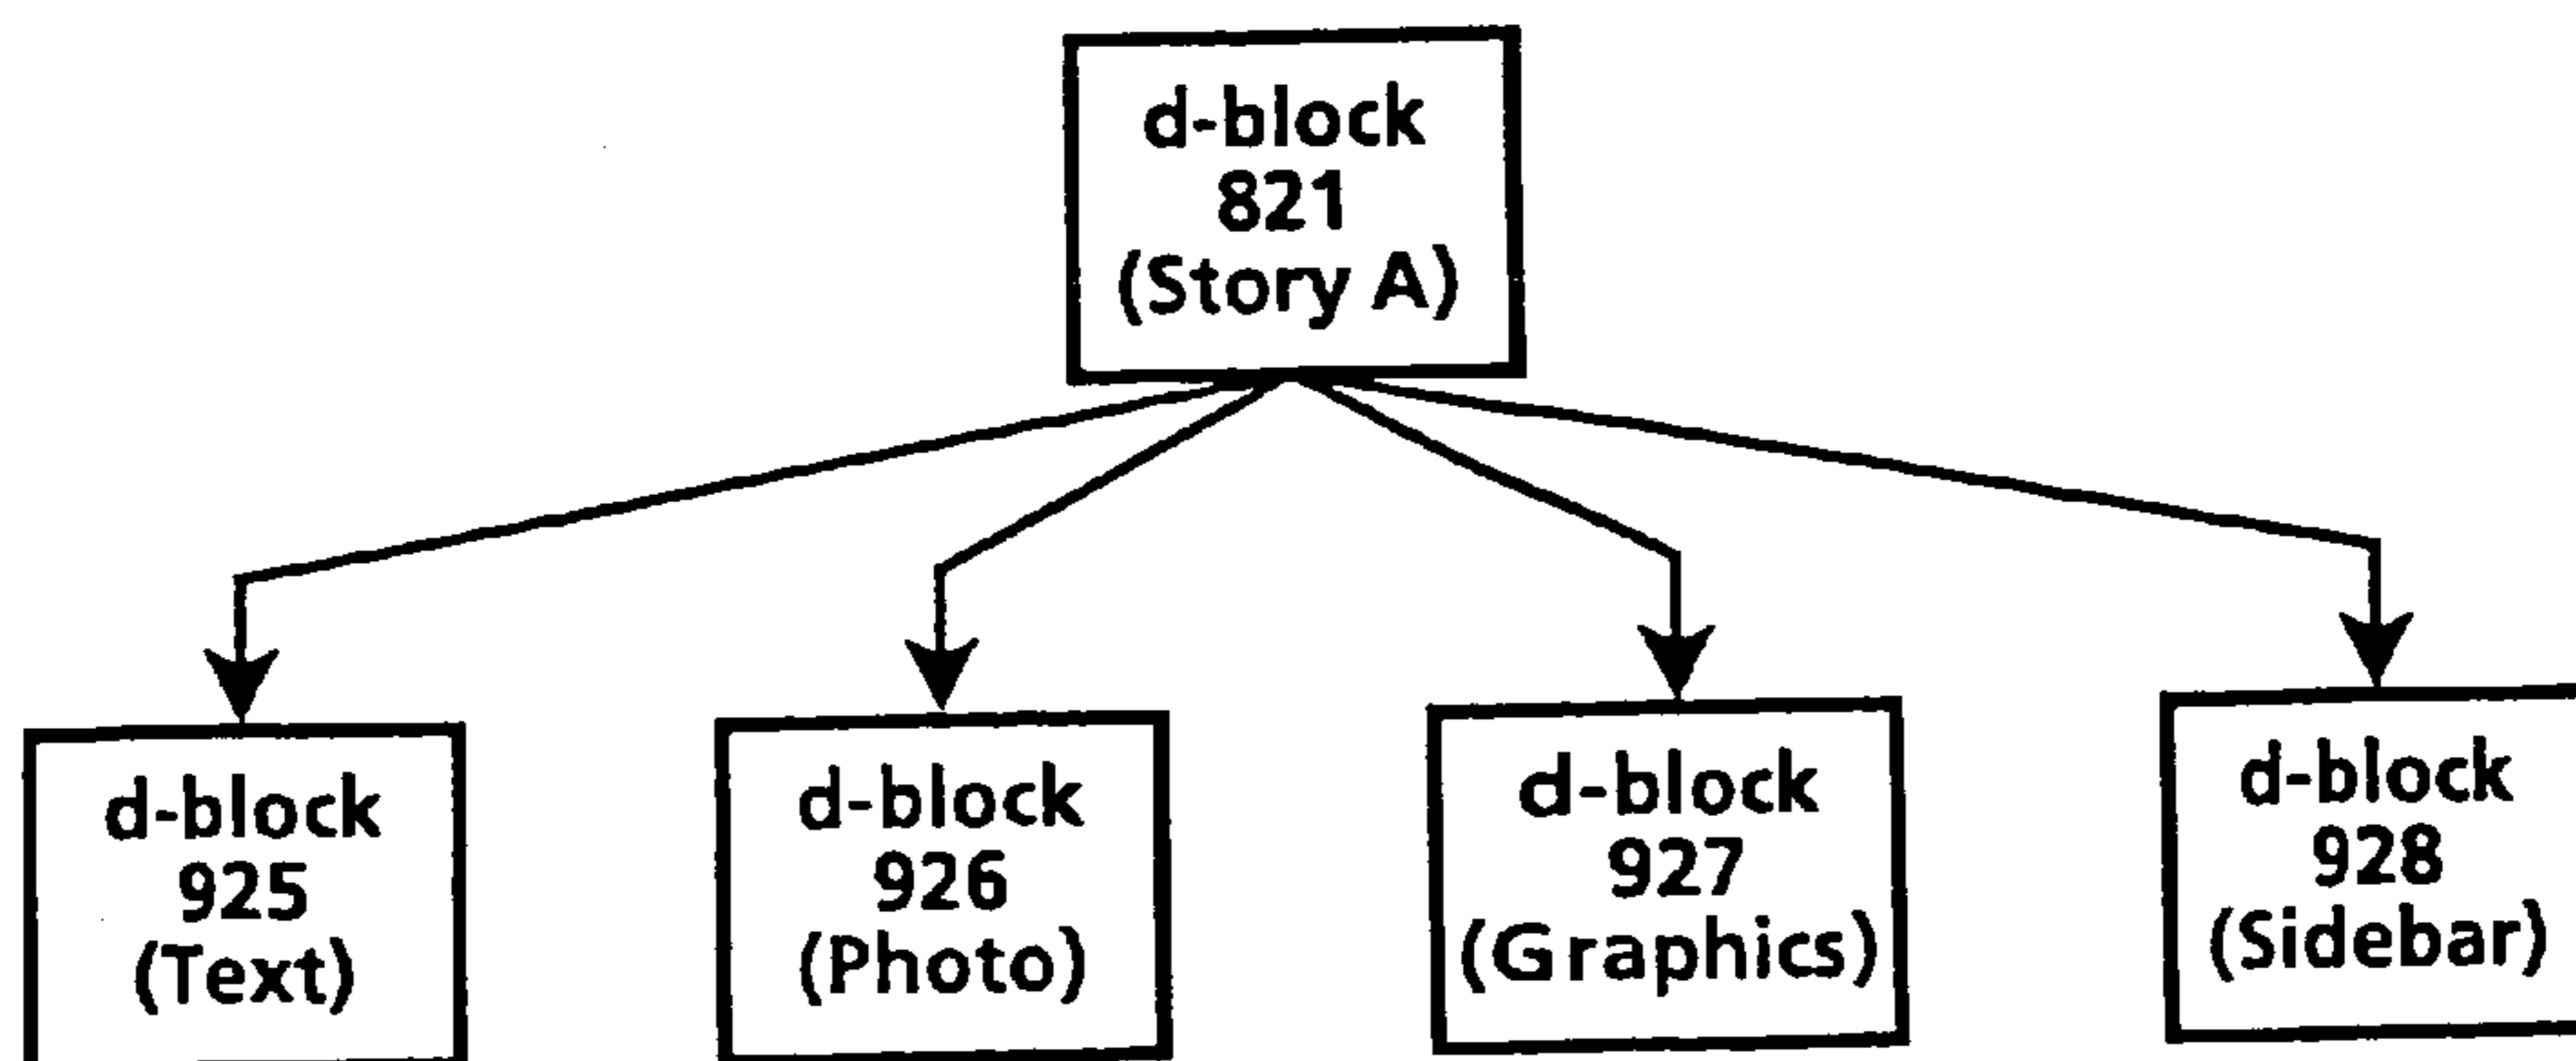 d-block
821
(Story A)
d-block
925
(Text)
d-block
926
(Photo)
d-block
927
(Graphics)
d-block
928
(Sidebar)